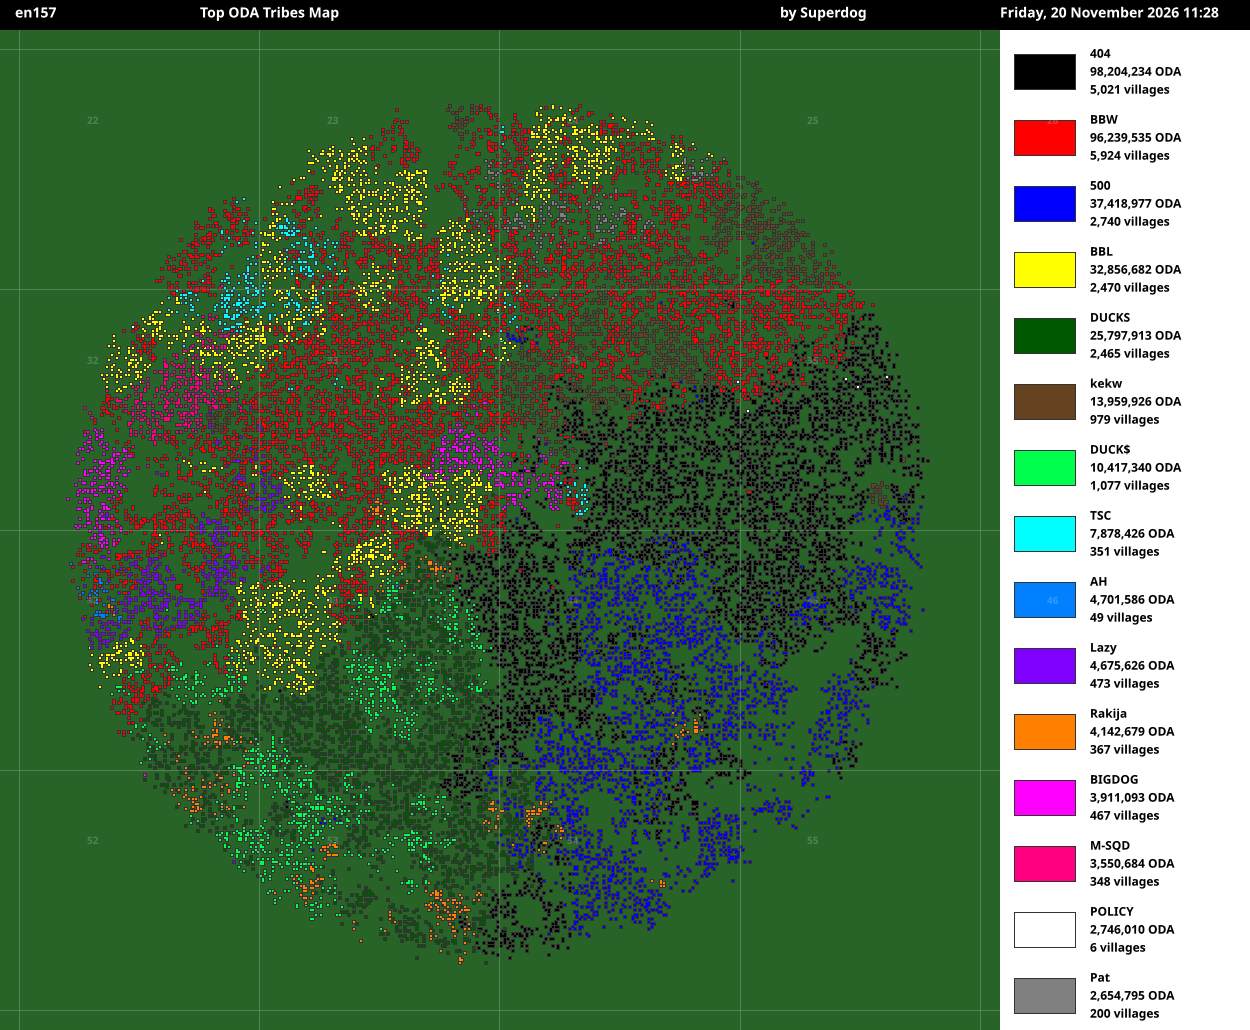 en157 Top ODA Tribes Map by Superdog Friday, 20 November 2026 11:28
404
98,204,234 ODA
5,021 villages
BBW
96,239,535 ODA
5,924 villages
500
37,418,977 ODA
2,740 villages
BBL
32,856,682 ODA
2,470 villages
DUCKS
25,797,913 ODA
2,465 villages
kekw
13,959,926 ODA
979 villages
DUCK$
10,417,340 ODA
1,077 villages
TSC
7,878,426 ODA
351 villages
AH
4,701,586 ODA
49 villages
Lazy
4,675,626 ODA
473 villages
Rakija
4,142,679 ODA
367 villages
BIGDOG
3,911,093 ODA
467 villages
M-SQD
3,550,684 ODA
348 villages
POLICY
2,746,010 ODA
6 villages
Pat
2,654,795 ODA
200 villages
22 23 25
32
46
52 53 55